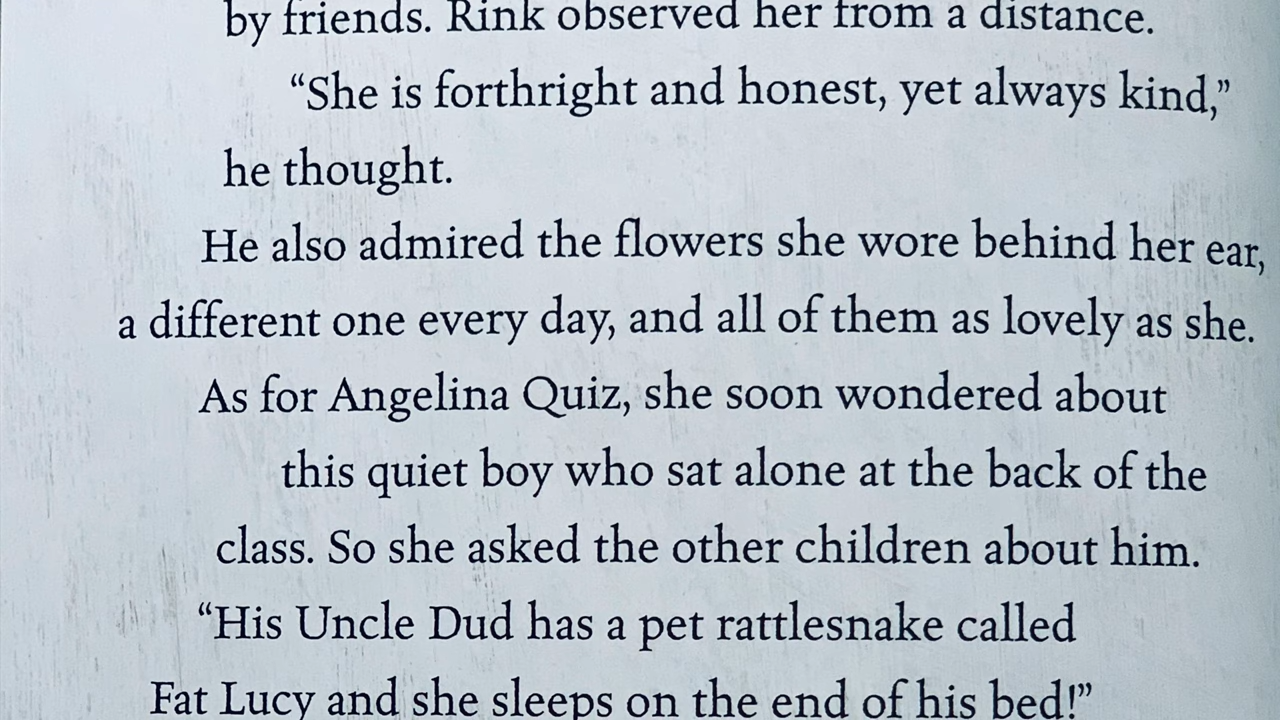 by friends. Rink observed her from a distance.
“She is forthright and honest, yet always kind,”
he thought.
He also admired the flowers she wore behind her ear,
a different one every day, and all of them as lovely as she.
As for Angelina Quiz, she soon wondered about
this quiet boy who sat alone at the back of the
class. So she asked the other children about him.
“His Uncle Dud has a pet rattlesnake called
Fat Lucy and she sleeps on the end of his bed!”